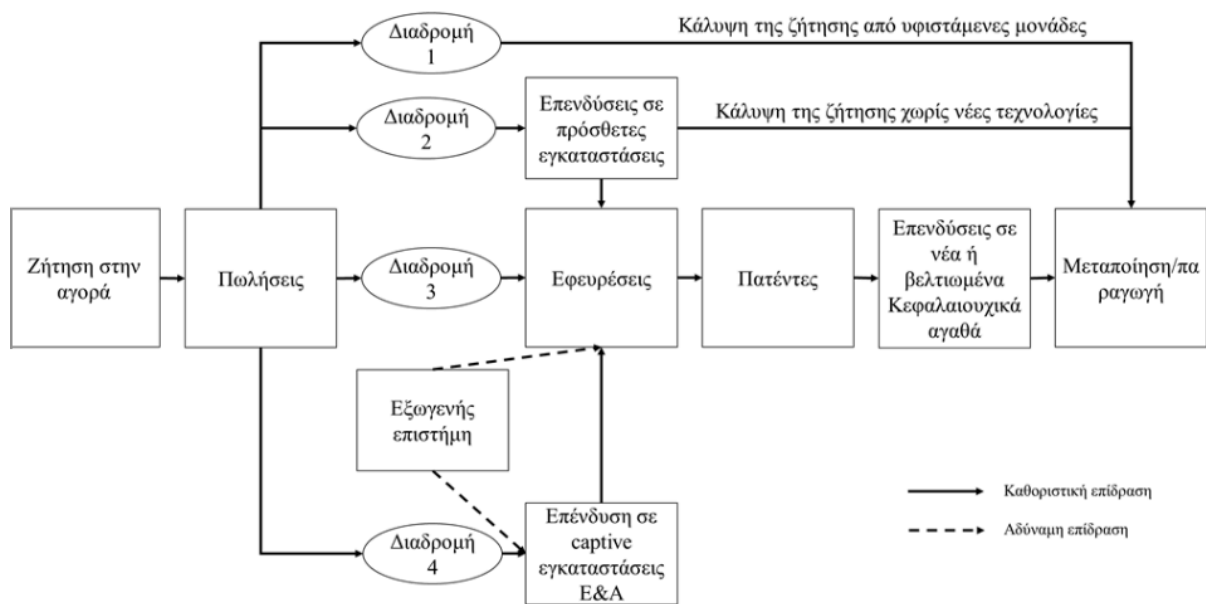 Διαδρομή
1
Κάλυψη της ζήτησης από υφιστάμενες μονάδες
Διαδρομή
2
Επενδύσεις σε
πρόσθετες
εγκαταστάσεις
Κάλυψη της ζήτησης χωρίς νέες τεχνολογίες
Ζήτηση στην
αγορά
Πωλήσεις
Διαδρομή
3
Εφευρέσεις
Πατέντες
Επενδύσεις σε
νέα ή
βελτιωμένα
Κεφαλαιουχικά
αγαθά
Μεταποίηση/πα
ραγωγή
Εξωγενής
επιστήμη
Διαδρομή
4
Επένδυση σε
captive
εγκαταστάσεις
Ε&Α
Καθοριστική επίδραση
Αδύναμη επίδραση